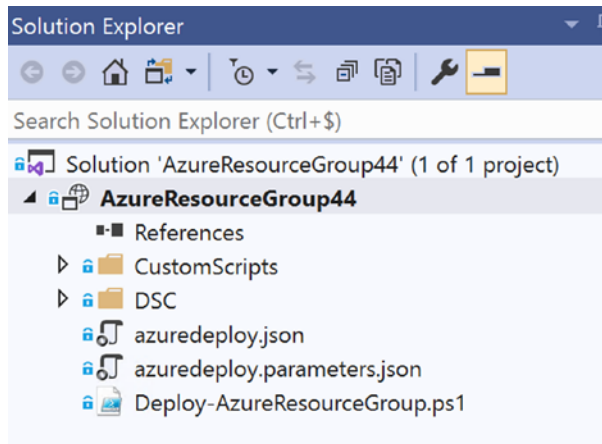 Solution Explorer
Search Solution Explorer (Ctrl+$)
Solution 'AzureResourceGroup44' (1 of 1 project)
AzureResourceGroup44
References
CustomScripts
DSC
azuredeploy.json
azuredeploy.parameters.json
Deploy-AzureResourceGroup.ps1